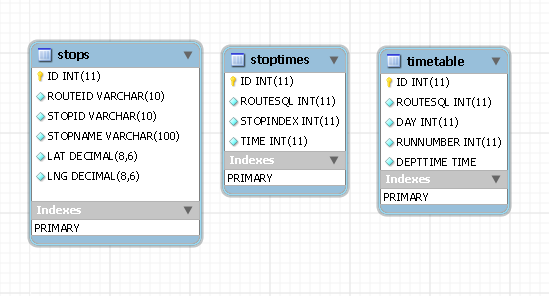 stops
ID INT(11)
ROUTEID VARCHAR(10)
STOPID VARCHAR(10)
STOPNAME VARCHAR(100)
LAT DECIMAL(8,6)
LNG DECIMAL(8,6)
Indexes
PRIMARY
stoptimes
ID INT(11)
ROUTESQL INT(11)
STOPINDEX INT(11)
TIME INT(11)
Indexes
PRIMARY
timetable
ID INT(11)
ROUTESQL INT(11)
DAY INT(11)
RUNNUMBER INT(11)
DEPTTIME TIME
Indexes
PRIMARY